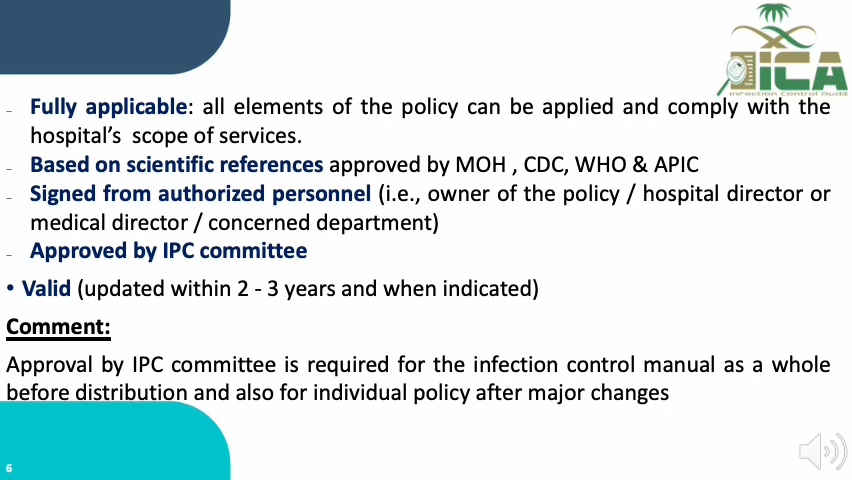 iCA
Infection Control Audit
- Fully applicable: all elements of the policy can be applied and comply with the
hospital’s scope of services.
- Based on scientific references approved by MOH , CDC, WHO & APIC
- Signed from authorized personnel (i.e., owner of the policy / hospital director or
medical director / concerned department)
- Approved by IPC committee
• Valid (updated within 2 - 3 years and when indicated)
Comment:
Approval by IPC committee is required for the infection control manual as a whole
before distribution and also for individual policy after major changes
6